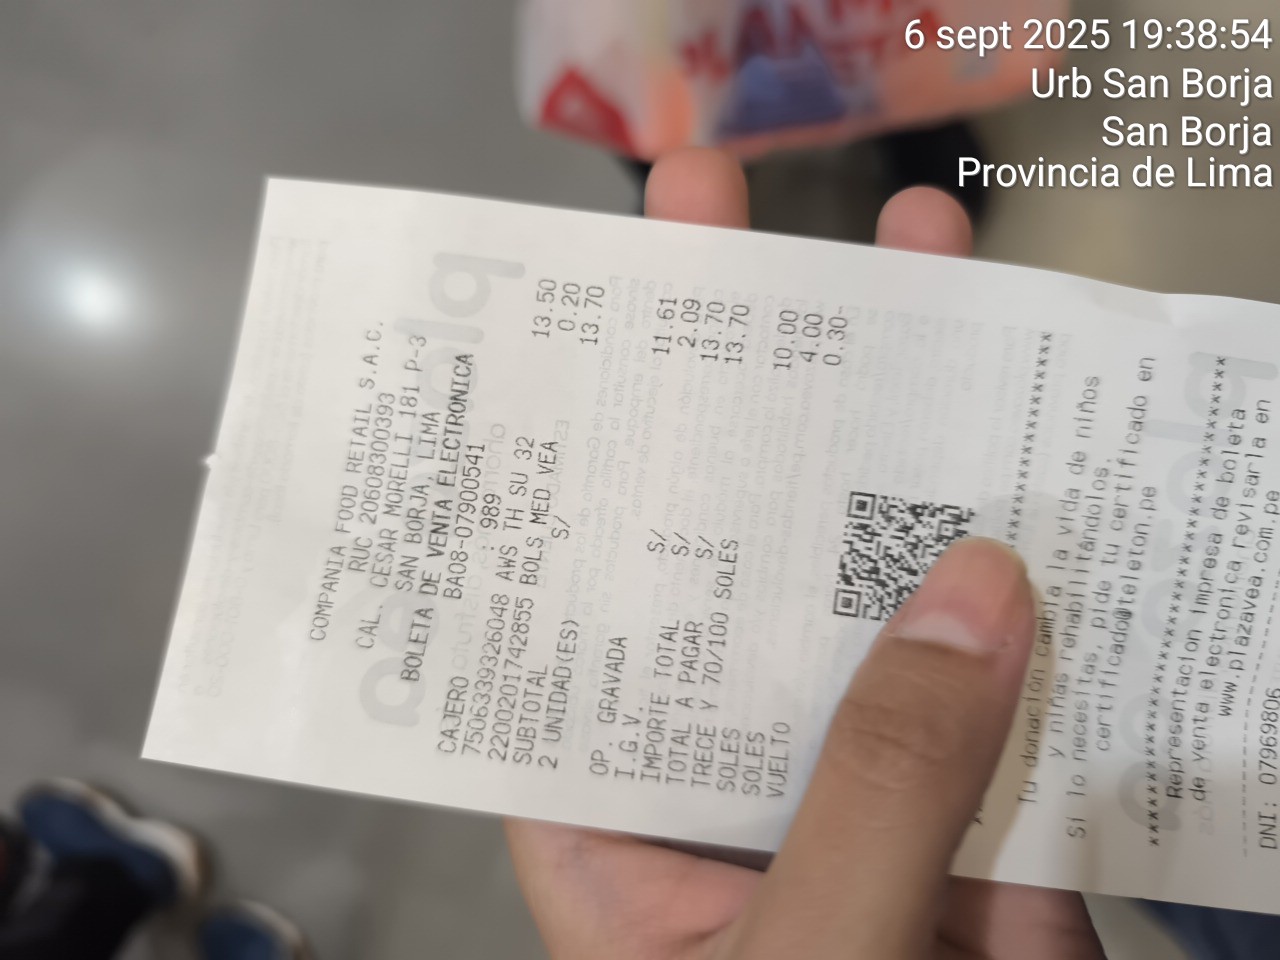 6 sept 2025 19:38:54
Urb San Borja
San Borja
Provincia de Lima
COMPANIA FOOD RETAIL S.A.C.
RUC 20608300393
CAL. CESAR MORELLI 181 P-3
SAN BORJA, LIMA
BOLETA DE VENTA ELECTRONICA
BA08-07900541
CAJERO : 989
7506339326048 AWS TH SU 32 13.50
2200201742855 BOLS MED VEA 0.20
SUBTOTAL S/ 13.70
2 UNIDAD(ES)
OP. GRAVADA S/ 11.61
I.G.V. S/ 2.09
IMPORTE TOTAL S/ 13.70
TOTAL A PAGAR 13.70
TRECE Y 70/100 SOLES
SOLES 10.00
SOLES 4.00
VUELTO 0.30-
Tu donación cambia la vida de niños
y niñas rehabilitándolos.
Si lo necesitas, pide tu certificado en
certificado@teleton.pe
Representacion impresa de boleta
de venta electronica revisarla en
www.plazavea.com.pe
DNI: 07969806